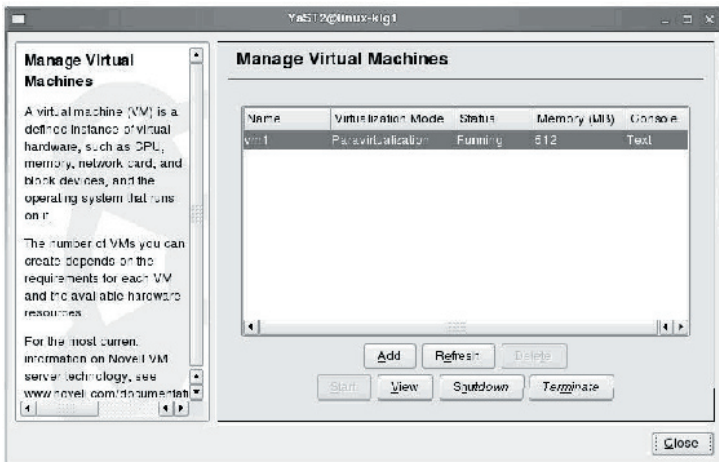 YaST2@linux-klg1
Manage Virtual
Machines
A virtual machine (VM) is a
defined instance of virtual
hardware, such as CPU,
memory, network card, and
block devices, and the
operating system that runs
on it
The number of VMs you can
create depends on the
requirements for each VM
and the available hardware
resources
For the most current
information on Novell VM
server technology, see
www.novell.com/documentati
Manage Virtual Machines
Name Virtualization Mode Status Memory (MB) Console
vm1 Paravirtualization Running 512 Text
Add Refresh Delete
Start View Shutdown Terminate
Close